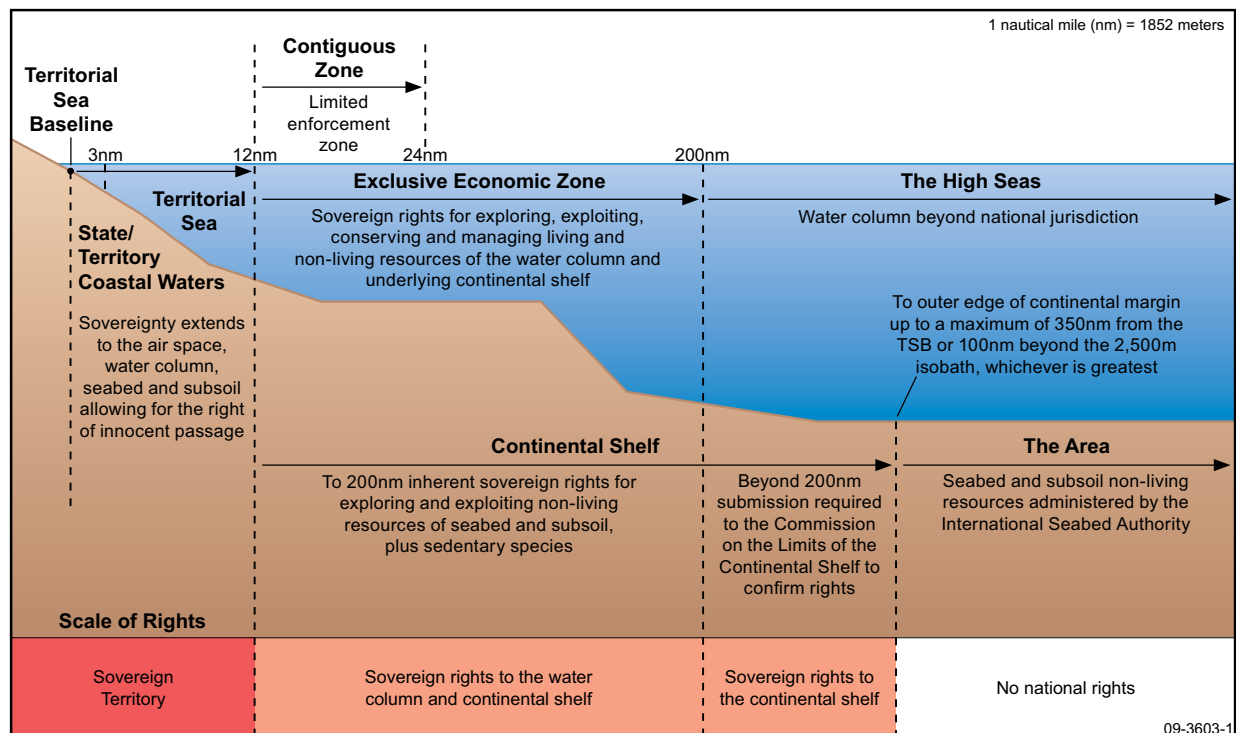 1 nautical mile (nm) = 1852 meters
Contiguous
Zone
Limited
enforcement
zone
Territorial
Sea
Baseline
3nm
12nm
24nm
200nm
Territorial
Sea
Exclusive Economic Zone
Sovereign rights for exploring, exploiting,
conserving and managing living and
non-living resources of the water column and
underlying continental shelf
The High Seas
Water column beyond national jurisdiction
State/
Territory
Coastal Waters
Sovereignty extends
to the air space,
water column,
seabed and subsoil
allowing for the right
of innocent passage
To outer edge of continental margin
up to a maximum of 350nm from the
TSB or 100nm beyond the 2,500m
isobath, whichever is greatest
Continental Shelf
To 200nm inherent sovereign rights for
exploring and exploiting non-living
resources of seabed and subsoil,
plus sedentary species
Beyond 200nm
submission required
to the Commission
on the Limits of the
Continental Shelf to
confirm rights
The Area
Seabed and subsoil non-living
resources administered by the
International Seabed Authority
Scale of Rights
Sovereign
Territory
Sovereign rights to the water
column and continental shelf
Sovereign rights to
the continental shelf
No national rights
09-3603-1